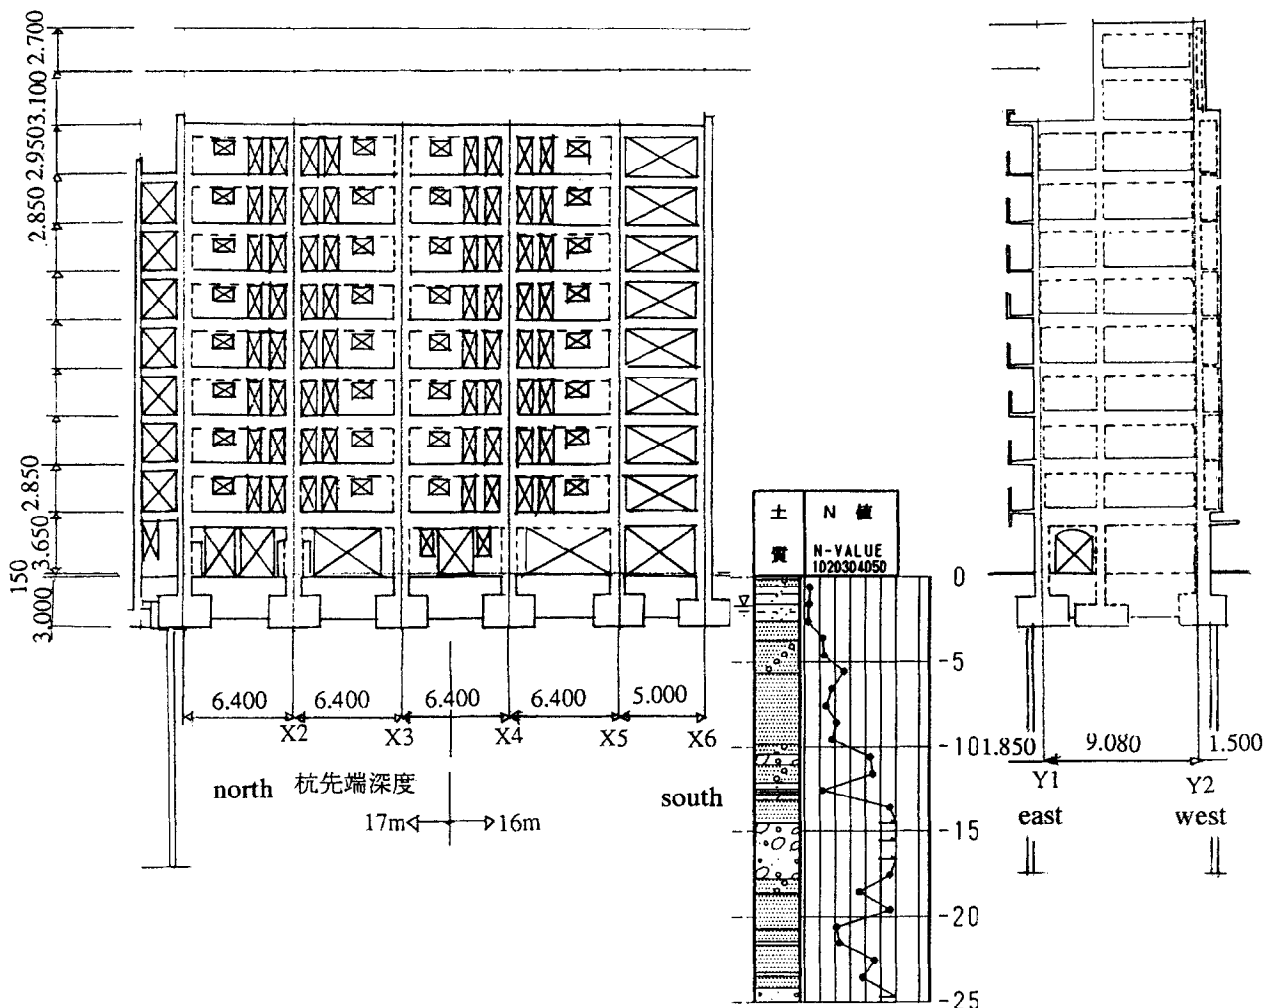 2.700
3.100
2.950
2.850
2.850
3.650
150
3.000
6.400
6.400
6.400
6.400
5.000
X2
X3
X4
X5
X6
north
杭先端深度
south
17m
16m
土
質
N 値
N-VALUE
1020304050
0
-5
-10
-15
-20
-25
1.850
9.080
1.500
Y1
Y2
east
west